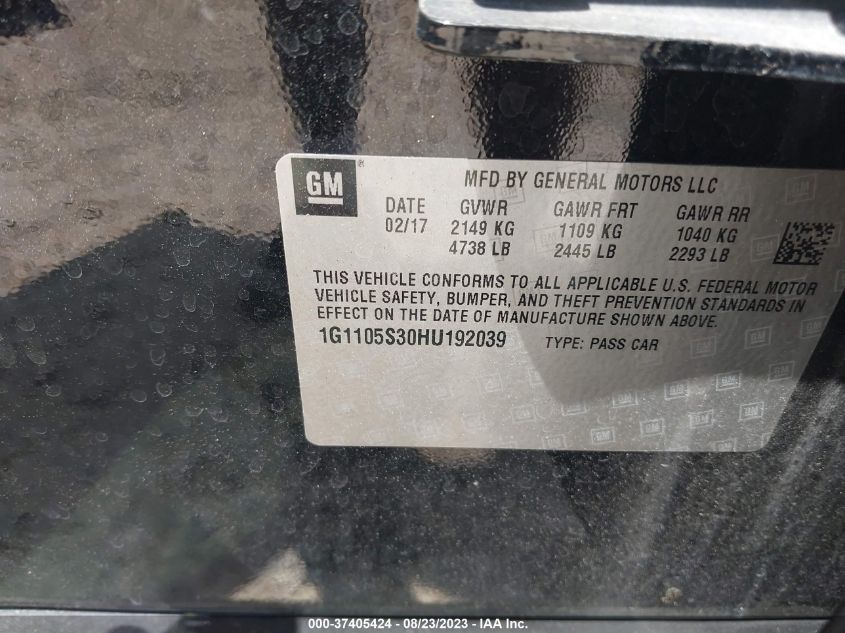 GM
MFD BY GENERAL MOTORS LLC
DATE GVWR GAWR FRT GAWR RR
02/17 2149 KG 1109 KG 1040 KG
4738 LB 2445 LB 2293 LB
THIS VEHICLE CONFORMS TO ALL APPLICABLE U.S. FEDERAL MOTOR
VEHICLE SAFETY, BUMPER, AND THEFT PREVENTION STANDARDS IN
EFFECT ON THE DATE OF MANUFACTURE SHOWN ABOVE.
1G1105S30HU192039 TYPE: PASS CAR
000-37405424 - 08/23/2023 - IAA Inc.